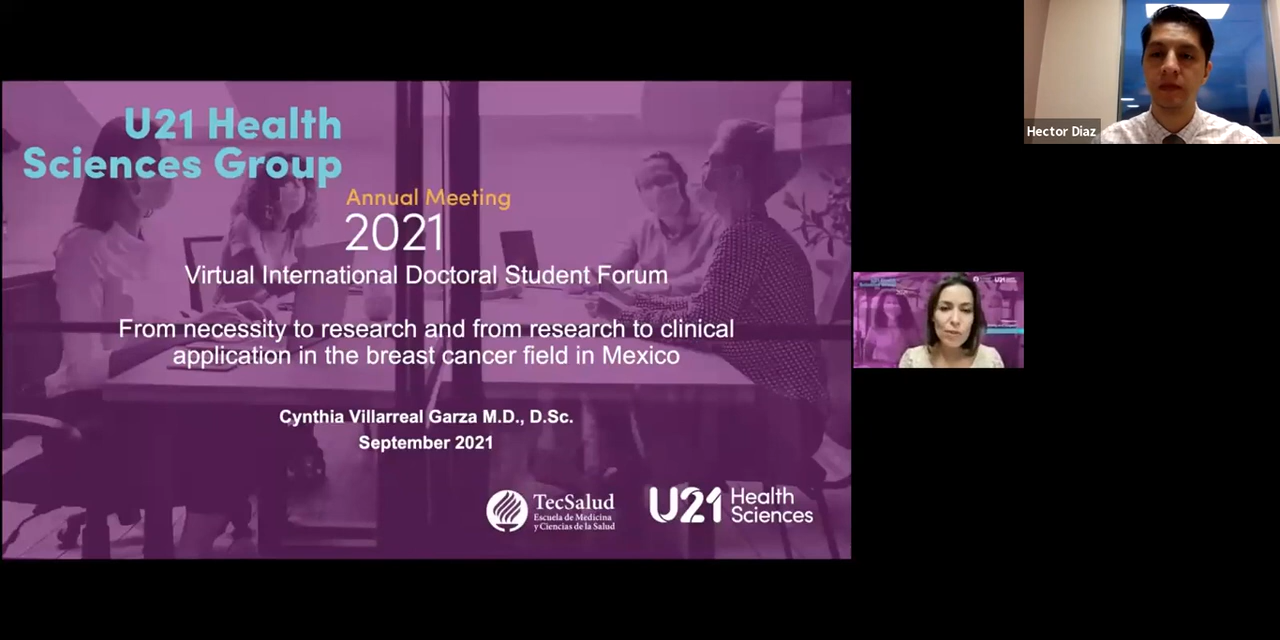 U21 Health
Sciences Group
Annual Meeting
2021
Virtual International Doctoral Student Forum
From necessity to research and from research to clinical
application in the breast cancer field in Mexico
Cynthia Villarreal Garza M.D., D.Sc.
September 2021
TecSalud
Escuela de Medicina
y Ciencias de la Salud
U21 Health
Sciences
Hector Diaz